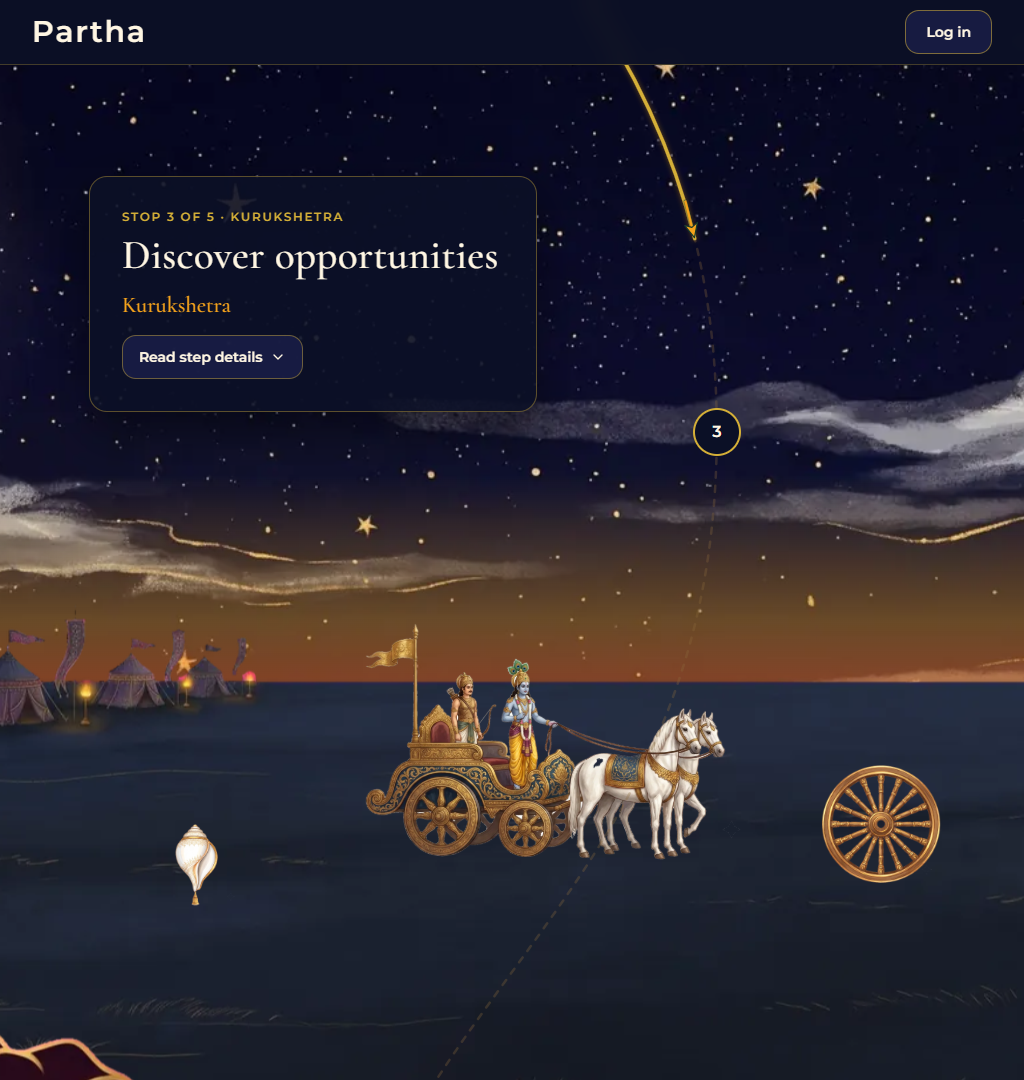 Partha
Log in
STOP 3 OF 5 · KURUKSHETRA
Discover opportunities
Kurukshetra
Read step details
3